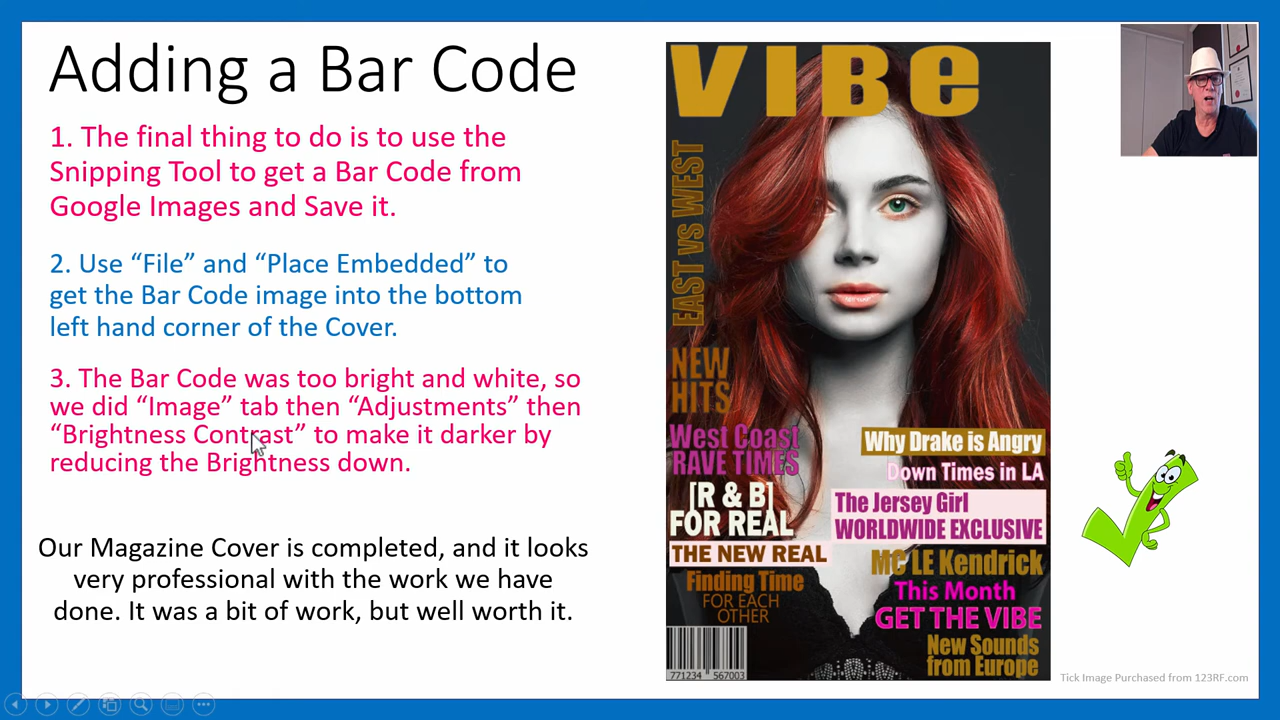 Adding a Bar Code
1. The final thing to do is to use the
Snipping Tool to get a Bar Code from
Google Images and Save it.
2. Use “File” and “Place Embedded” to
get the Bar Code image into the bottom
left hand corner of the Cover.
3. The Bar Code was too bright and white, so
we did “Image” tab then “Adjustments” then
“Brightness Contrast” to make it darker by
reducing the Brightness down.
Our Magazine Cover is completed, and it looks
very professional with the work we have
done. It was a bit of work, but well worth it.
VIBe
EAST vs WEST
NEW
HITS
West Coast
RAVE TIMES
[R & B]
FOR REAL
THE NEW REAL
Finding Time
FOR EACH
OTHER
771234 567003
Why Drake is Angry
Down Times in LA
The Jersey Girl
WORLDWIDE EXCLUSIVE
MC LE Kendrick
This Month
GET THE VIBE
New Sounds
from Europe
Tick Image Purchased from 123RF.com